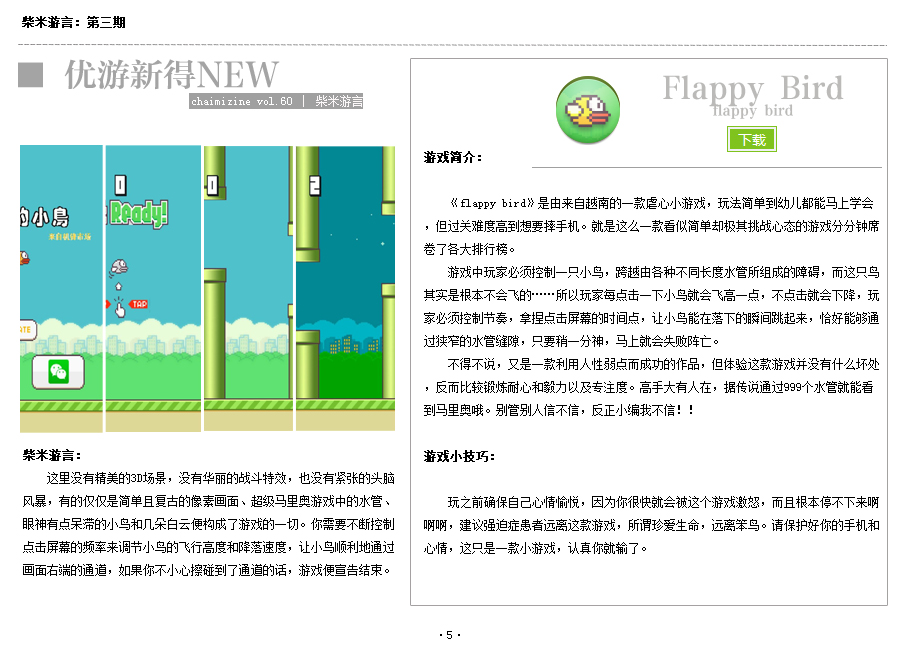 柴米游言：第三期
优游新得NEW
chaimizine vol.60 | 柴米游言
的小鳥
0
Ready!
TAP
0
2
柴米游言：
这里没有精美的3D场景，没有华丽的战斗特效，也没有紧张的头脑
风暴，有的仅仅是简单且复古的像素画面、超级马里奥游戏中的水管、
眼神有点呆滞的小鸟和几朵白云便构成了游戏的一切。你需要不断控制
点击屏幕的频率来调节小鸟的飞行高度和降落速度，让小鸟顺利地通过
画面右端的通道，如果你不小心擦碰到了通道的话，游戏便宣告结束。
Flappy Bird
flappy bird
下载
游戏简介：
《flappy bird》是由来自越南的一款虐心小游戏，玩法简单到幼儿都能马上学会
，但过关难度高到想要摔手机。就是这么一款看似简单却极其挑战心态的游戏分分钟席
卷了各大排行榜。
游戏中玩家必须控制一只小鸟，跨越由各种不同长度水管所组成的障碍，而这只鸟
其实是根本不会飞的……所以玩家每点击一下小鸟就会飞高一点，不点击就会下降，玩
家必须控制节奏，拿捏点击屏幕的时间点，让小鸟能在落下的瞬间跳起来，恰好能够通
过狭窄的水管缝隙，只要稍一分神，马上就会失败阵亡。
不得不说，又是一款利用人性弱点而成功的作品，但体验这款游戏并没有什么坏处
，反而比较锻炼耐心和毅力以及专注度。高手大有人在，据传说通过999个水管就能看
到马里奥哦。别管别人信不信，反正小编我不信！！
游戏小技巧：
玩之前确保自己心情愉悦，因为你很快就会被这个游戏激怒，而且根本停不下来啊
啊啊，建议强迫症患者远离这款游戏，所谓珍爱生命，远离笨鸟。请保护好你的手机和
心情，这只是一款小游戏，认真你就输了。
·5·